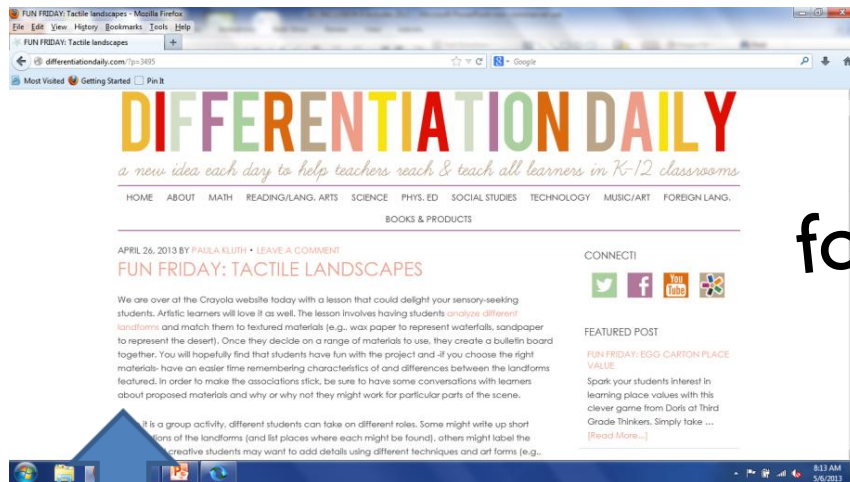 FUN FRIDAY: Tactile landscapes - Mozilla Firefox
File Edit View History Bookmarks Tools Help
FUN FRIDAY: Tactile landscapes
differentiationdaily.com/?p=3495
Google
Most Visited Getting Started Pin It
DIFFERENTIATION DAILY
a new idea each day to help teachers reach & teach all learners in K-12 classrooms
HOME ABOUT MATH READING/LANG. ARTS SCIENCE PHYS. ED SOCIAL STUDIES TECHNOLOGY MUSIC/ART FOREIGN LANG.
BOOKS & PRODUCTS
APRIL 26, 2013 BY PAULA KLUTH • LEAVE A COMMENT
FUN FRIDAY: TACTILE LANDSCAPES
We are over at the Crayola website today with a lesson that could delight your sensory-seeking
students. Artistic learners will love it as well. The lesson involves having students analyze different
landforms and match them to textured materials (e.g., wax paper to represent waterfalls, sandpaper
to represent the desert). Once they decide on a range of materials to use, they create a bulletin board
together. You will hopefully find that students have fun with the project and -if you choose the right
materials- have an easier time remembering characteristics of and differences between the landforms
featured. In order to make the associations stick, be sure to have some conversations with learners
about proposed materials and why or why not they might work for particular parts of the scene.
it is a group activity, different students can take on different roles. Some might write up short
of the landforms (and list places where each might be found), others might label the
creative students may want to add details using different techniques and art forms (e.g.,
CONNECT!
You Tube
FEATURED POST
FUN FRIDAY: EGG CARTON PLACE
VALUE
Spark your students interest in
learning place values with this
clever game from Doris at Third
Grade Thinkers. Simply take ...
[Read More...]
fo
8:13 AM
5/6/2013